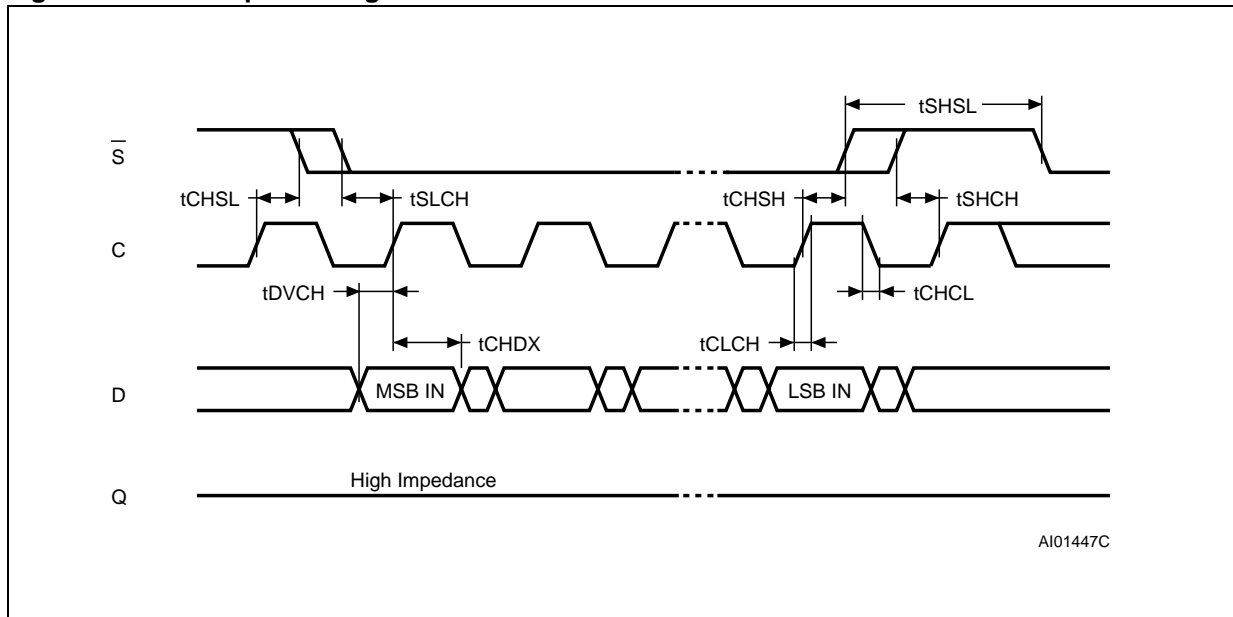 tSHSL
S
tCHSL
tSLCH
tCHSH
tSHCH
C
tDVCH
tCHCL
tCHDX
tCLCH
D
MSB IN
LSB IN
High Impedance
Q
AI01447C